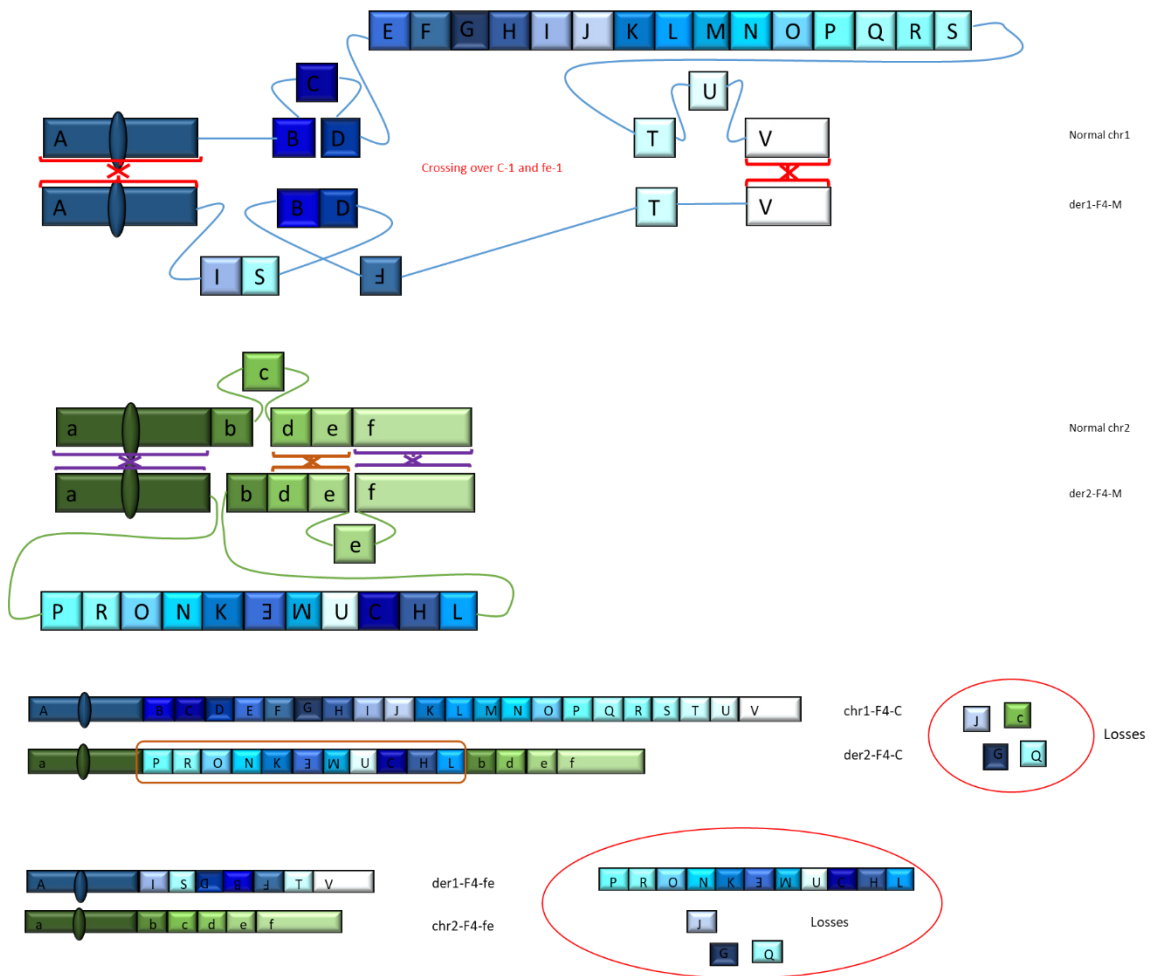 E F G H I J K L M N O P Q R S
C
U
A B D T V Normal chr1
Crossing over C-1 and fe-1
A B D T V der1-F4-M
I S F
c
a b d e f Normal chr2
a b d e f der2-F4-M
e
P R O N K E M U C H L
A B C D E F G H I J K L M N O P Q R S T U V chr1-F4-C
J c
Losses
a P R O N K E M U C H L b d e f der2-F4-C
G Q
A I S D B F T V der1-F4-fe
P R O N K E M U C H L
a b c d e f chr2-F4-fe
J Losses
G Q